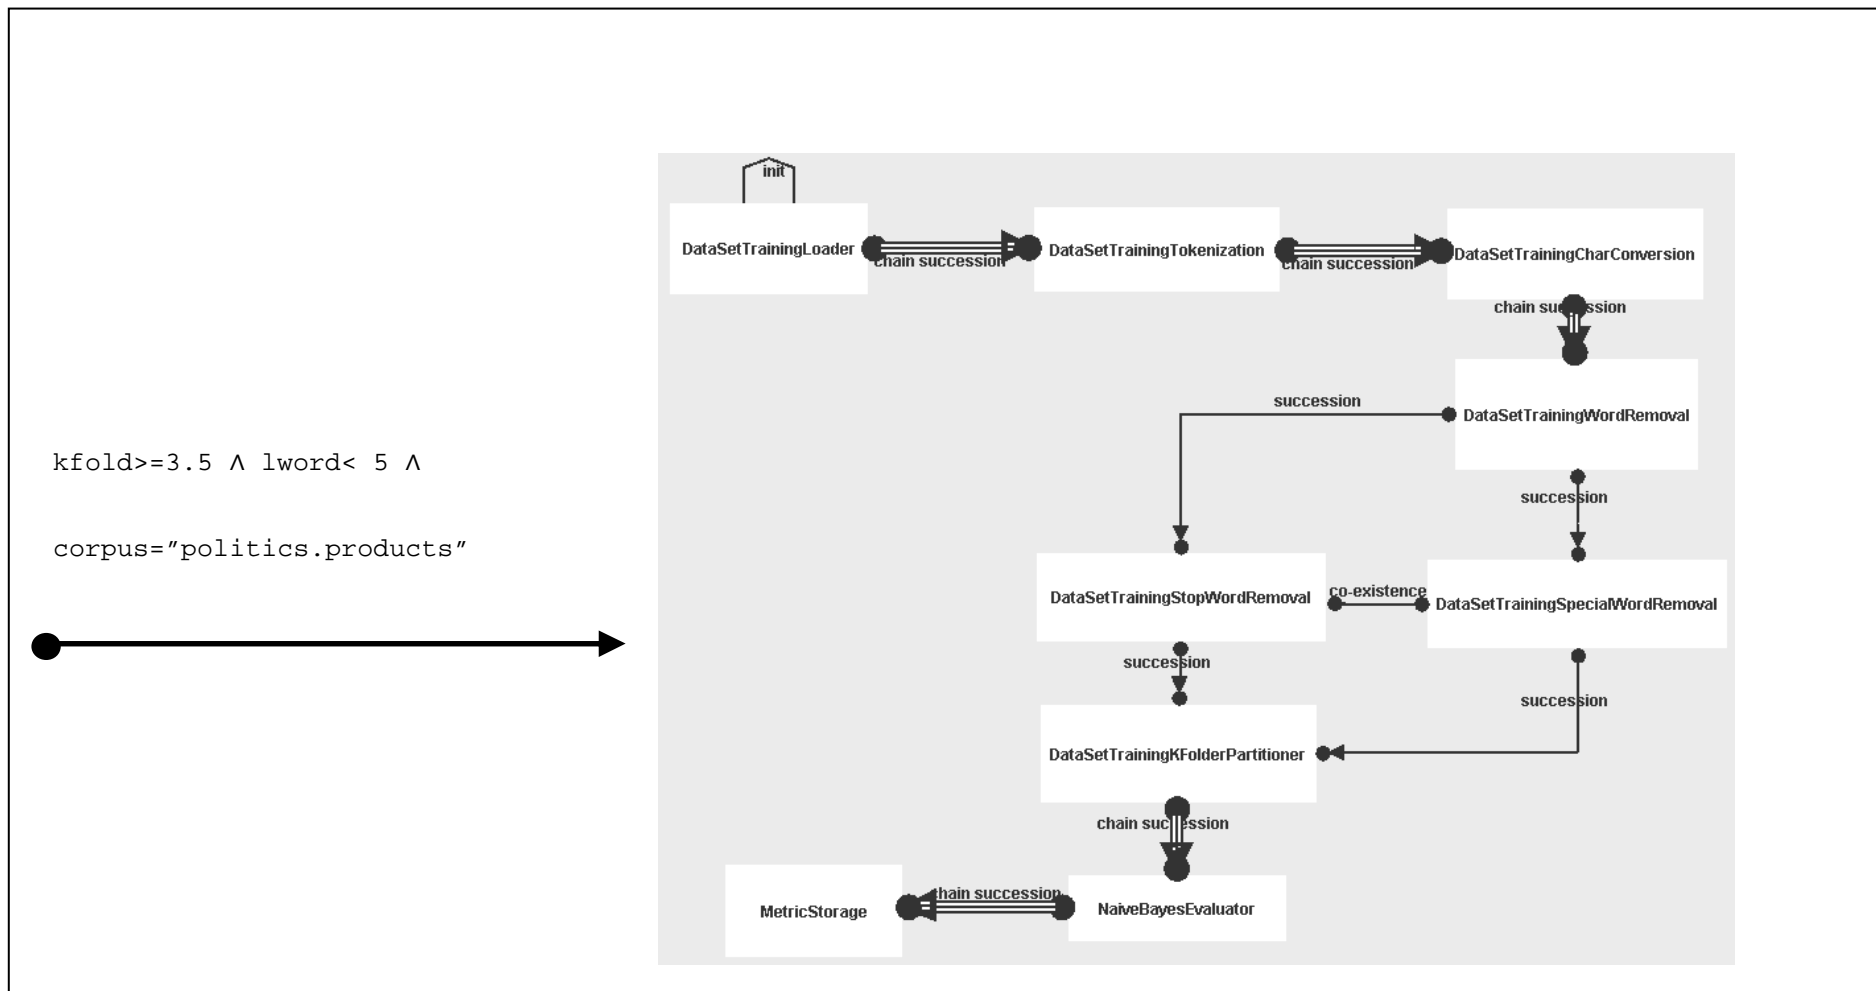 init
DataSetTrainingLoader
chain succession
DataSetTrainingTokenization
chain succession
DataSetTrainingCharConversion
chain succession
succession
DataSetTrainingWordRemoval
kfold>=3.5 Λ lword< 5 Λ
succession
corpus=”politics.products”
DataSetTrainingStopWordRemoval
co-existence
DataSetTrainingSpecialWordRemoval
succession
succession
DataSetTrainingKFolderPartitioner
chain succession
MetricStorage
chain succession
NaiveBayesEvaluator